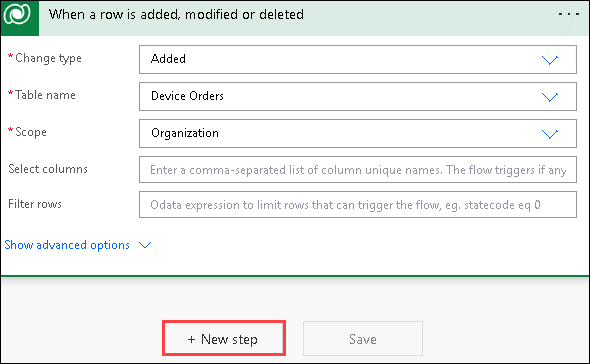 When a row is added, modified or deleted
* Change type Added
* Table name Device Orders
* Scope Organization
Select columns Enter a comma-separated list of column unique names. The flow triggers if any
Filter rows Odata expression to limit rows that can trigger the flow, eg. statecode eq 0
Show advanced options
+ New step Save